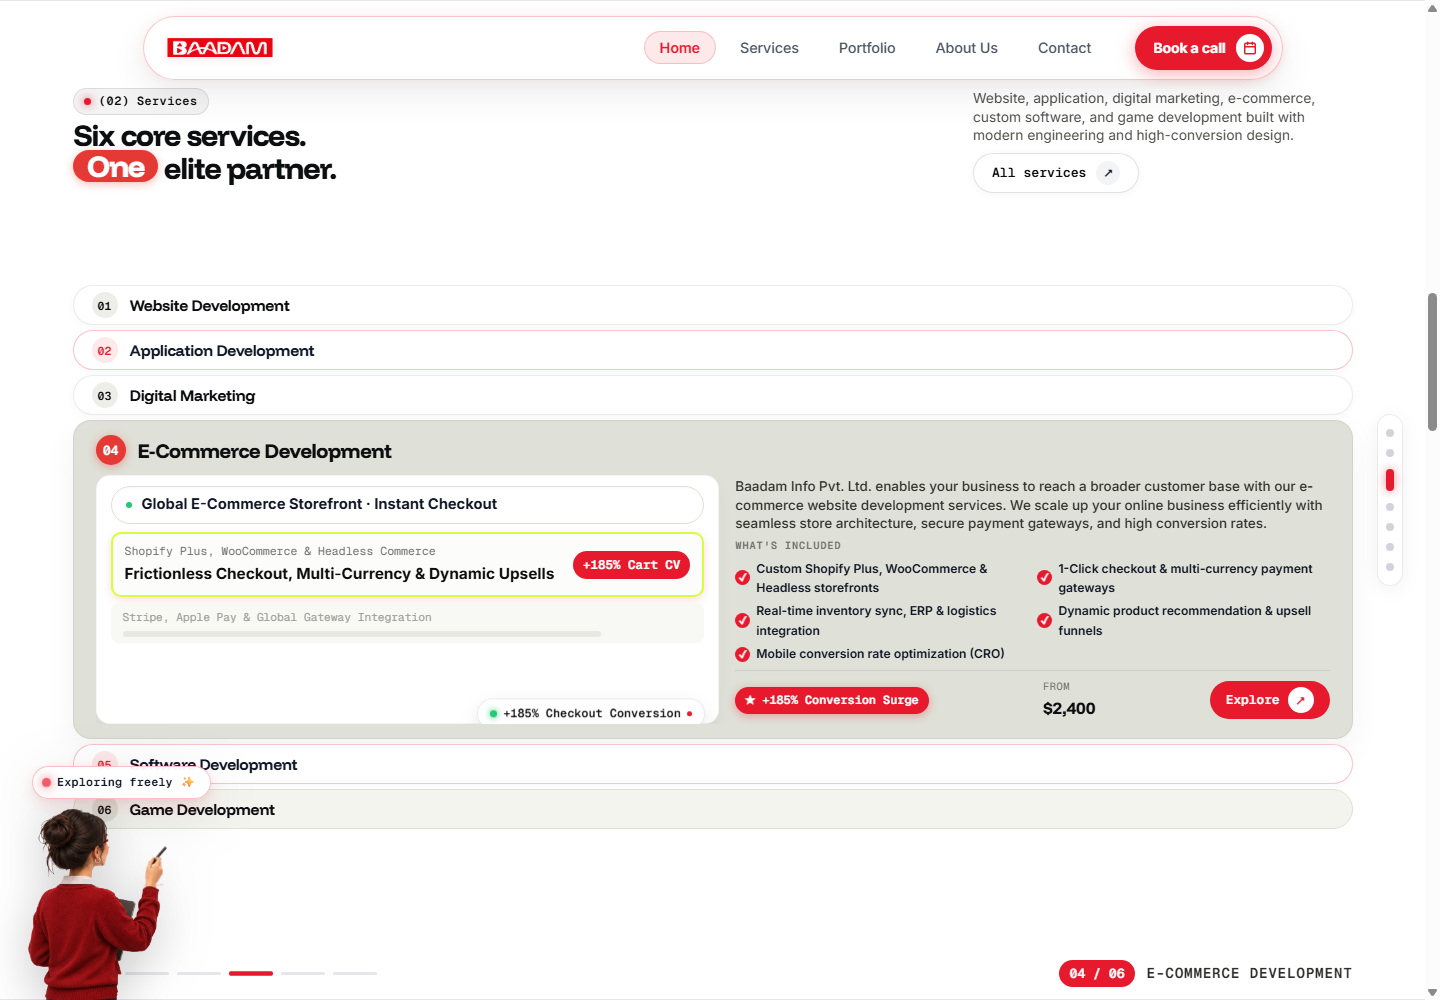 BAADAM
Home
Services
Portfolio
About Us
Contact
Book a call
(02) Services
Six core services.
One elite partner.
Website, application, digital marketing, e-commerce,
custom software, and game development built with
modern engineering and high-conversion design.
All services
01 Website Development
02 Application Development
03 Digital Marketing
04 E-Commerce Development
Global E-Commerce Storefront · Instant Checkout
Shopify Plus, WooCommerce & Headless Commerce
Frictionless Checkout, Multi-Currency & Dynamic Upsells
+185% Cart CV
Stripe, Apple Pay & Global Gateway Integration
+185% Checkout Conversion
Baadam Info Pvt. Ltd. enables your business to reach a broader customer base with our e-
commerce website development services. We scale up your online business efficiently with
seamless store architecture, secure payment gateways, and high conversion rates.
WHAT'S INCLUDED
Custom Shopify Plus, WooCommerce &
Headless storefronts
1-Click checkout & multi-currency payment
gateways
Real-time inventory sync, ERP & logistics
integration
Dynamic product recommendation & upsell
funnels
Mobile conversion rate optimization (CRO)
★ +185% Conversion Surge
FROM
$2,400
Explore
05 Software Development
Exploring freely ✨
06 Game Development
04 / 06 E-COMMERCE DEVELOPMENT